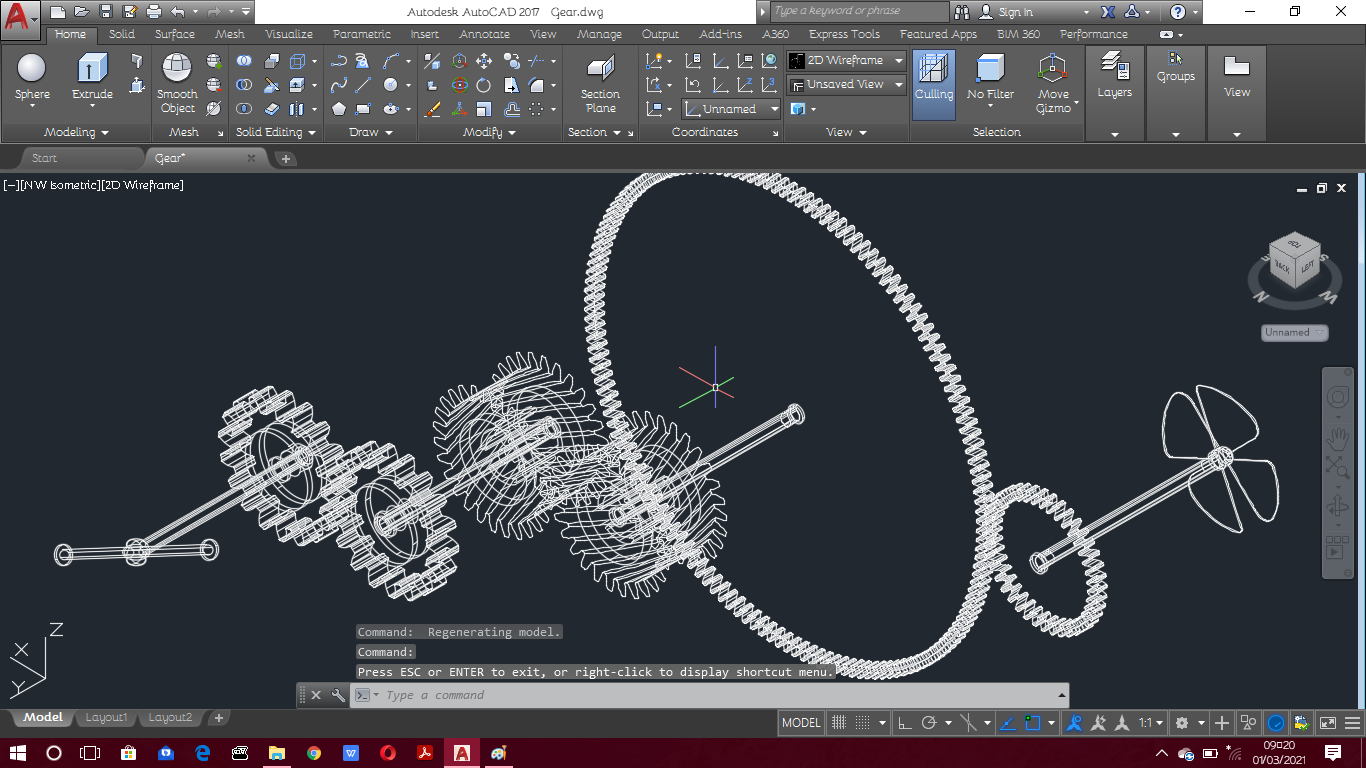 Autodesk AutoCAD 2017 Gear.dwg
Type a keyword or phrase
Sign In
Home Solid Surface Mesh Visualize Parametric Insert Annotate View Manage Output Add-ins A360 Express Tools Featured Apps BIM 360 Performance
Sphere
Extrude
Smooth
Object
Section
Plane
Unnamed
2D Wireframe
Unsaved View
Culling
No Filter
Move
Gizmo
Layers
Groups
View
Modeling
Mesh
Solid Editing
Draw
Modify
Section
Coordinates
View
Selection
Start
Gear*
[−][NW Isometric][2D Wireframe]
TOP
BACK
LEFT
S
N
Unnamed
Z
X
Y
Command: Regenerating model.
Command:
Press ESC or ENTER to exit, or right-click to display shortcut menu.
Type a command
Model Layout1 Layout2
MODEL
1:1
09:20
01/03/2021